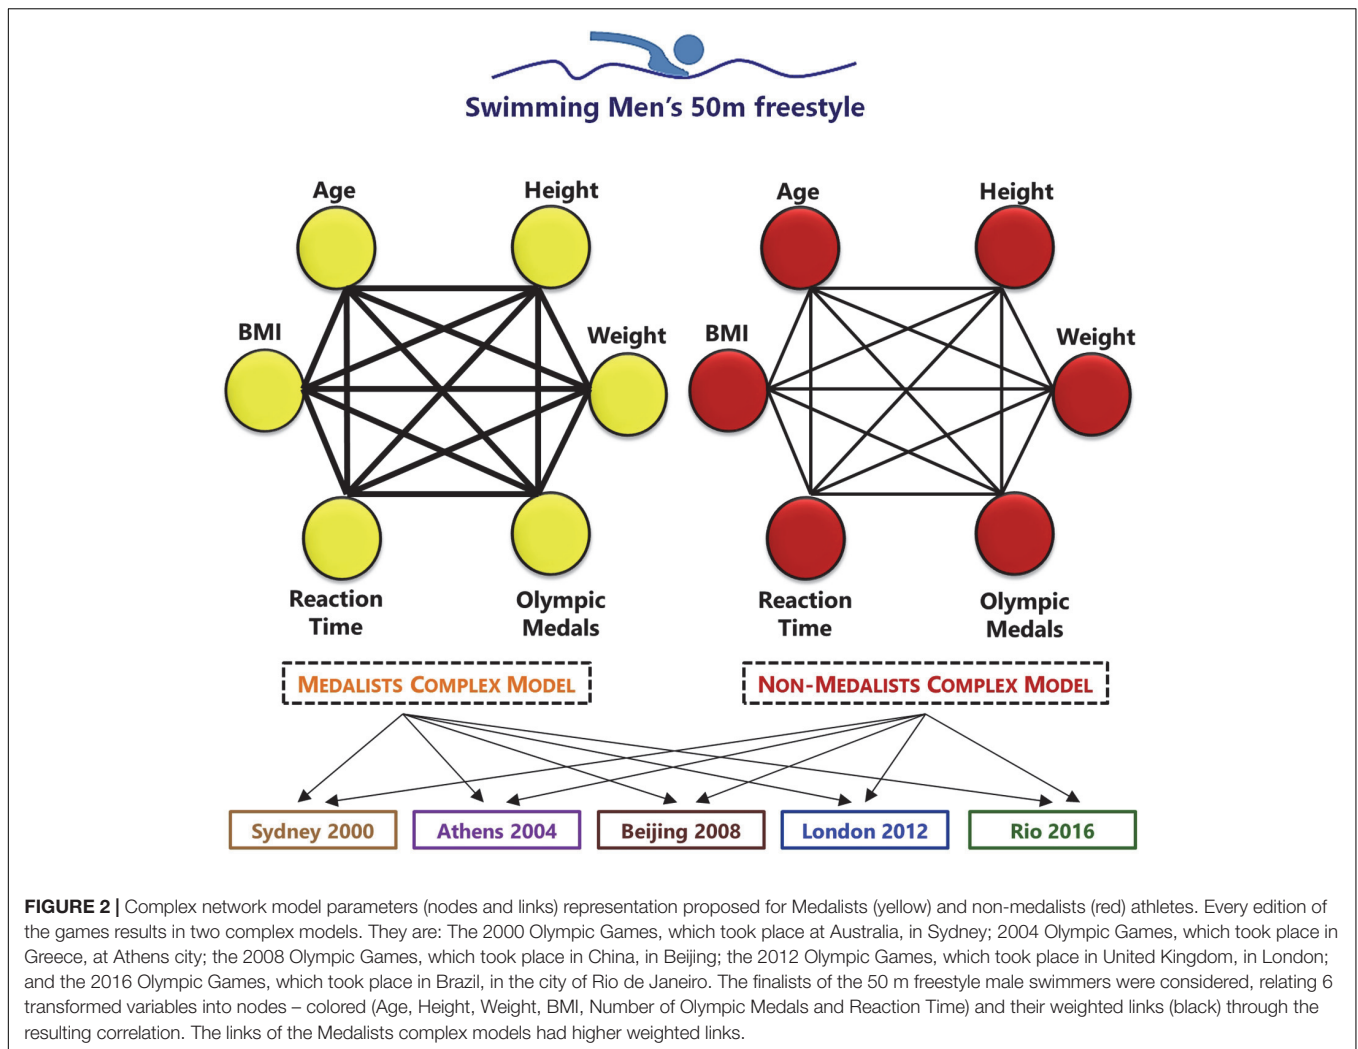 Swimming Men's 50m freestyle
Age
Height
Age
Height
BMI
Weight
BMI
Weight
Reaction
Time
Olympic
Medals
Reaction
Time
Olympic
Medals
MEDALISTS COMPLEX MODEL
NON-MEDALISTS COMPLEX MODEL
Sydney 2000
Athens 2004
Beijing 2008
London 2012
Rio 2016
FIGURE 2 | Complex network model parameters (nodes and links) representation proposed for Medalists (yellow) and non-medalists (red) athletes. Every edition of
the games results in two complex models. They are: The 2000 Olympic Games, which took place at Australia, in Sydney; 2004 Olympic Games, which took place in
Greece, at Athens city; the 2008 Olympic Games, which took place in China, in Beijing; the 2012 Olympic Games, which took place in United Kingdom, in London;
and the 2016 Olympic Games, which took place in Brazil, in the city of Rio de Janeiro. The finalists of the 50 m freestyle male swimmers were considered, relating 6
transformed variables into nodes – colored (Age, Height, Weight, BMI, Number of Olympic Medals and Reaction Time) and their weighted links (black) through the
resulting correlation. The links of the Medalists complex models had higher weighted links.